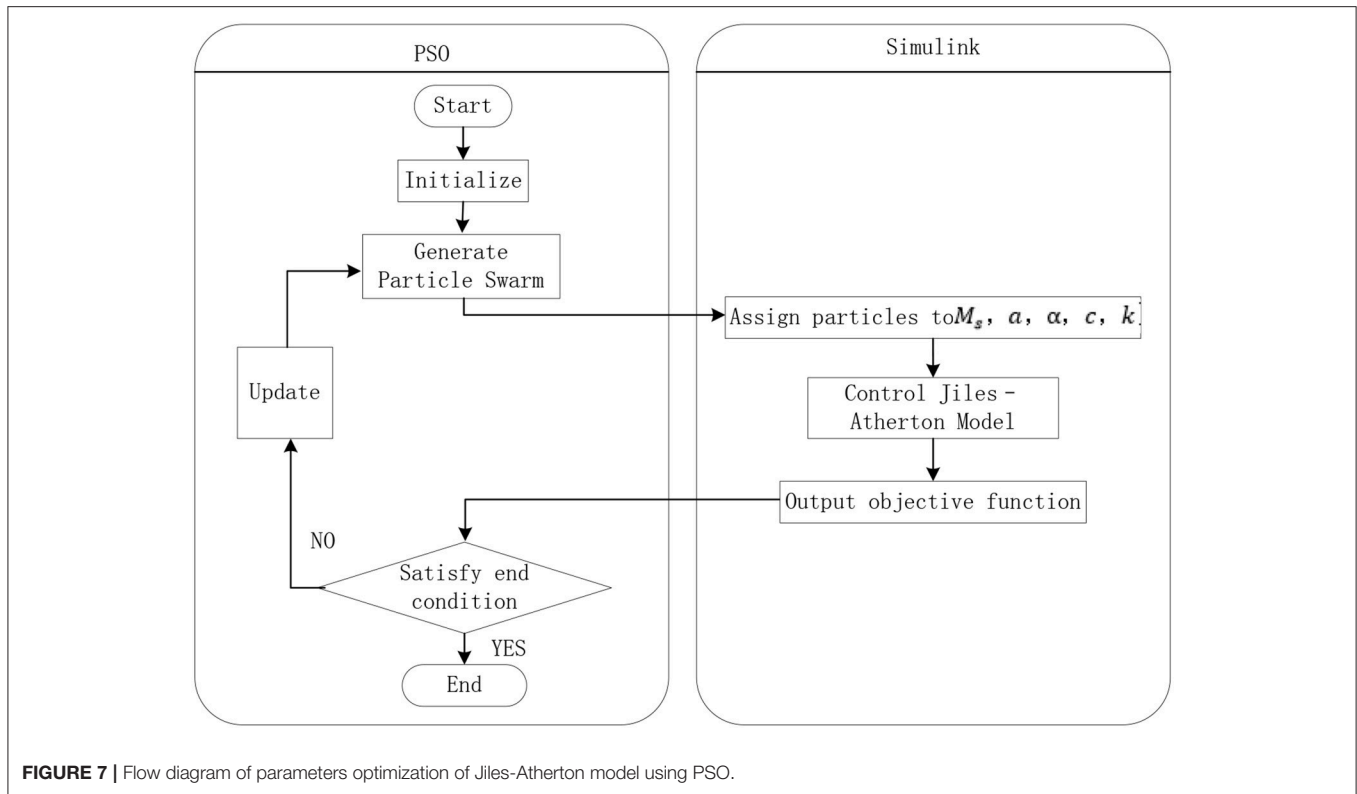 PSO
Simulink
Start
Initialize
Generate
Particle Swarm
Assign particles to Mₛ, a, α, c, k
Update
Control Jiles-
Atherton Model
Output objective function
NO
Satisfy end
condition
YES
End
FIGURE 7 | Flow diagram of parameters optimization of Jiles-Atherton model using PSO.